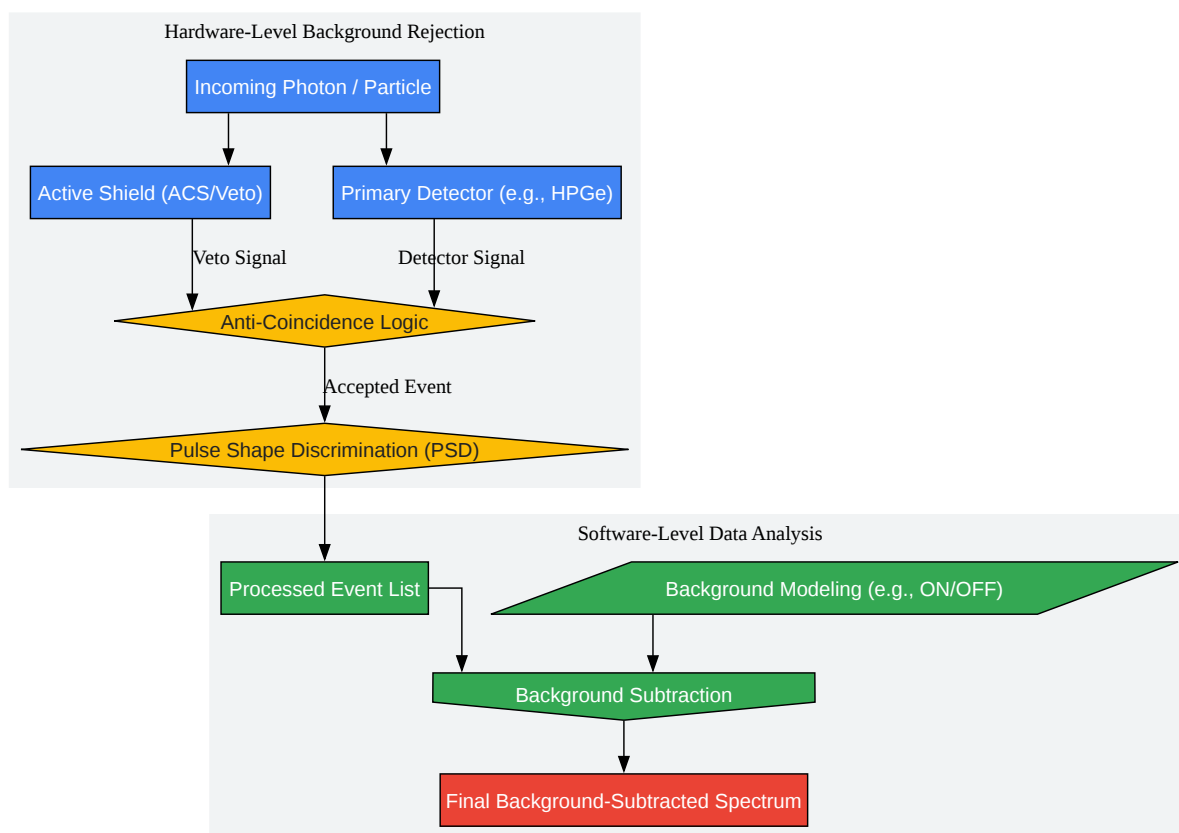 Hardware-Level Background Rejection
Incoming Photon / Particle
Active Shield (ACS/Veto)
Primary Detector (e.g., HPGe)
Veto Signal
Detector Signal
Anti-Coincidence Logic
Accepted Event
Pulse Shape Discrimination (PSD)
Software-Level Data Analysis
Processed Event List
Background Modeling (e.g., ON/OFF)
Background Subtraction
Final Background-Subtracted Spectrum